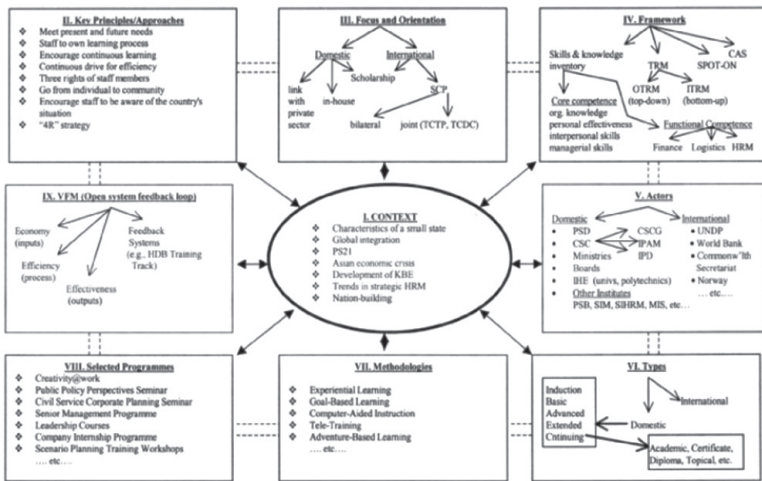 II. Key Principles/Approaches
Meet present and future needs
Staff to own learning process
Encourage continuous learning
Continuous drive for efficiency
Three rights of staff members
Go from individual to community
Encourage staff to be aware of the country's
situation
"4R" strategy
III. Focus and Orientation
Domestic International
Scholarship
link
with
private
sector
in-house
SCP
bilateral joint (TCTP, TCDC)
IV. Framework
Skills & knowledge
inventory
TRM
SPOT-ON
CAS
OTRM
(top-down)
ITRM
(bottom-up)
Core competence
org. knowledge
personal effectiveness
interpersonal skills
managerial skills
Functional Competence
Finance Logistics HRM
IX. VFM (Open system feedback loop)
Economy
(inputs)
Efficiency
(process)
Effectiveness
(outputs)
Feedback
Systems
(e.g., HDB Training
Track)
I. CONTEXT
Characteristics of a small state
Global integration
PS21
Asian economic crisis
Development of KBE
Trends in strategic HRM
Nation-building
V. Actors
Domestic
PSD
CSC
Ministries
Boards
IHE (univs, polytechnics)
Other Institutes
PSB, SIM, SIHRM, MIS, etc...
CSCG
IPAM
IPD
International
UNDP
World Bank
Commonw'lth
Secretariat
Norway
... etc....
VIII. Selected Programmes
Creativity@work
Public Policy Perspectives Seminar
Civil Service Corporate Planning Seminar
Senior Management Programme
Leadership Courses
Company Internship Programme
Scenario Planning Training Workshops
.... etc....
VII. Methodologies
Experiential Learning
Goal-Based Learning
Computer-Aided Instruction
Tele-Training
Adventure-Based Learning
.... etc....
VI. Types
Induction
Basic
Advanced
Extended
Cntinuing
International
Domestic
Academic, Certificate,
Diploma, Topical, etc.